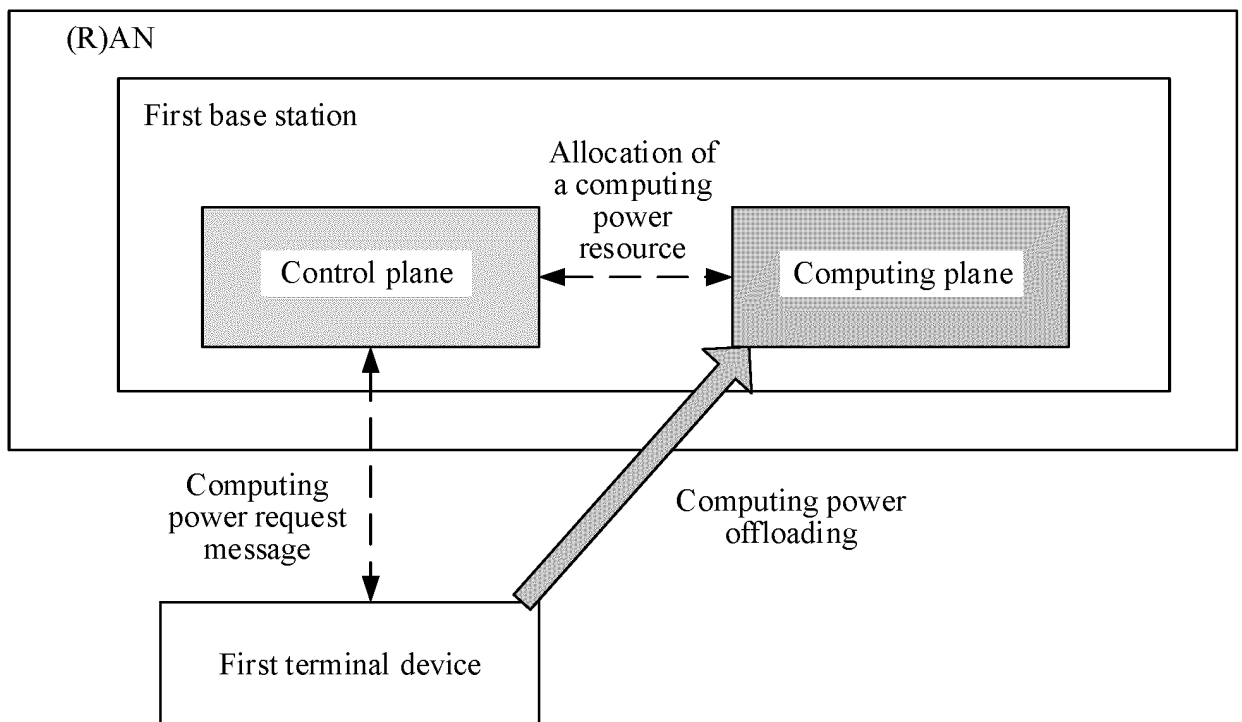 (R)AN
First base station
Allocation of
a computing
power
resource
Control plane
Computing plane
Computing
power request
message
Computing power
offloading
First terminal device